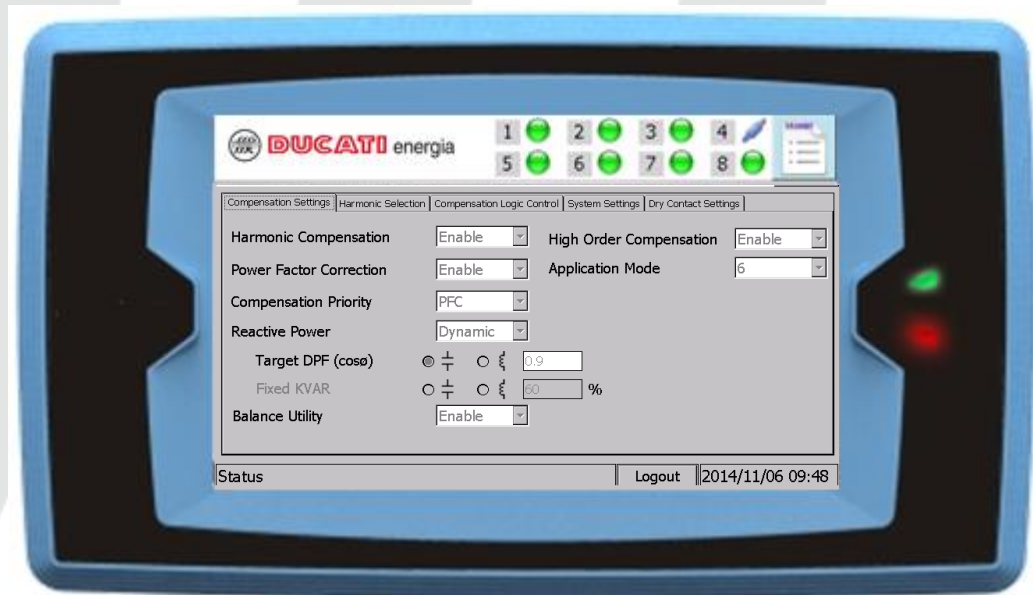 DUCATI energia
1 2 3 4
5 6 7 8
Compensation Settings Harmonic Selection Compensation Logic Control System Settings Dry Contact Settings
Harmonic Compensation Enable High Order Compensation Enable
Power Factor Correction Enable Application Mode 6
Compensation Priority PFC
Reactive Power Dynamic
Target DPF (cosø) 0.9
Fixed KVAR 60 %
Balance Utility Enable
Status Logout 2014/11/06 09:48